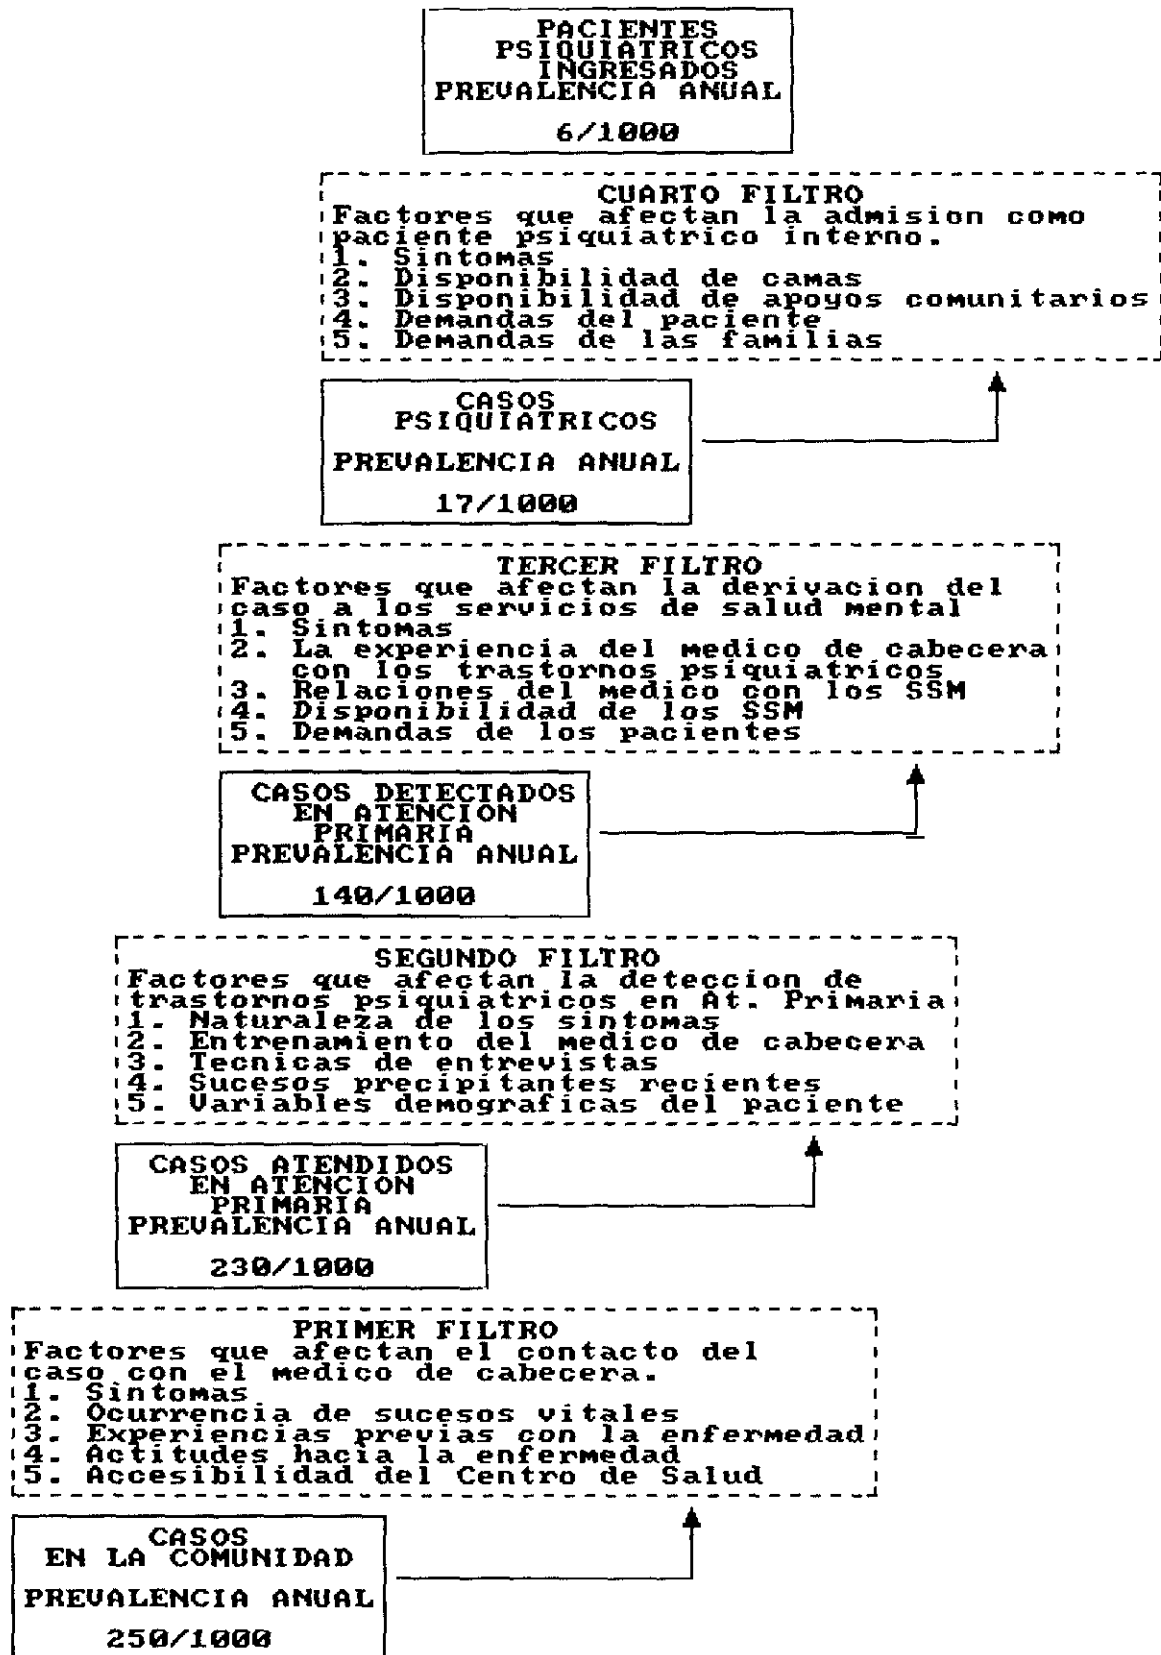 PACIENTES
PSIQUIATRICOS
INGRESADOS
PREVALENCIA ANUAL
6/1000
CUARTO FILTRO
Factores que afectan la admision como
paciente psiquiatrico interno.
1. Sintomas
2. Disponibilidad de camas
3. Disponibilidad de apoyos comunitarios
4. Demandas del paciente
5. Demandas de las familias
CASOS
PSIQUIATRICOS
PREVALENCIA ANUAL
17/1000
TERCER FILTRO
Factores que afectan la derivacion del
caso a los servicios de salud mental
1. Sintomas
2. La experiencia del medico de cabecera
con los trastornos psiquiatricos
3. Relaciones del medico con los SSM
4. Disponibilidad de los SSM
5. Demandas de los pacientes
CASOS DETECTADOS
EN ATENCION
PRIMARIA
PREVALENCIA ANUAL
140/1000
SEGUNDO FILTRO
Factores que afectan la deteccion de
trastornos psiquiatricos en At. Primaria
1. Naturaleza de los sintomas
2. Entrenamiento del medico de cabecera
3. Tecnicas de entrevistas
4. Sucesos precipitantes recientes
5. Variables demograficas del paciente
CASOS ATENDIDOS
EN ATENCION
PRIMARIA
PREVALENCIA ANUAL
230/1000
PRIMER FILTRO
Factores que afectan el contacto del
caso con el medico de cabecera.
1. Sintomas
2. Ocurrencia de sucesos vitales
3. Experiencias previas con la enfermedad
4. Actitudes hacia la enfermedad
5. Accesibilidad del Centro de Salud
CASOS
EN LA COMUNIDAD
PREVALENCIA ANUAL
250/1000